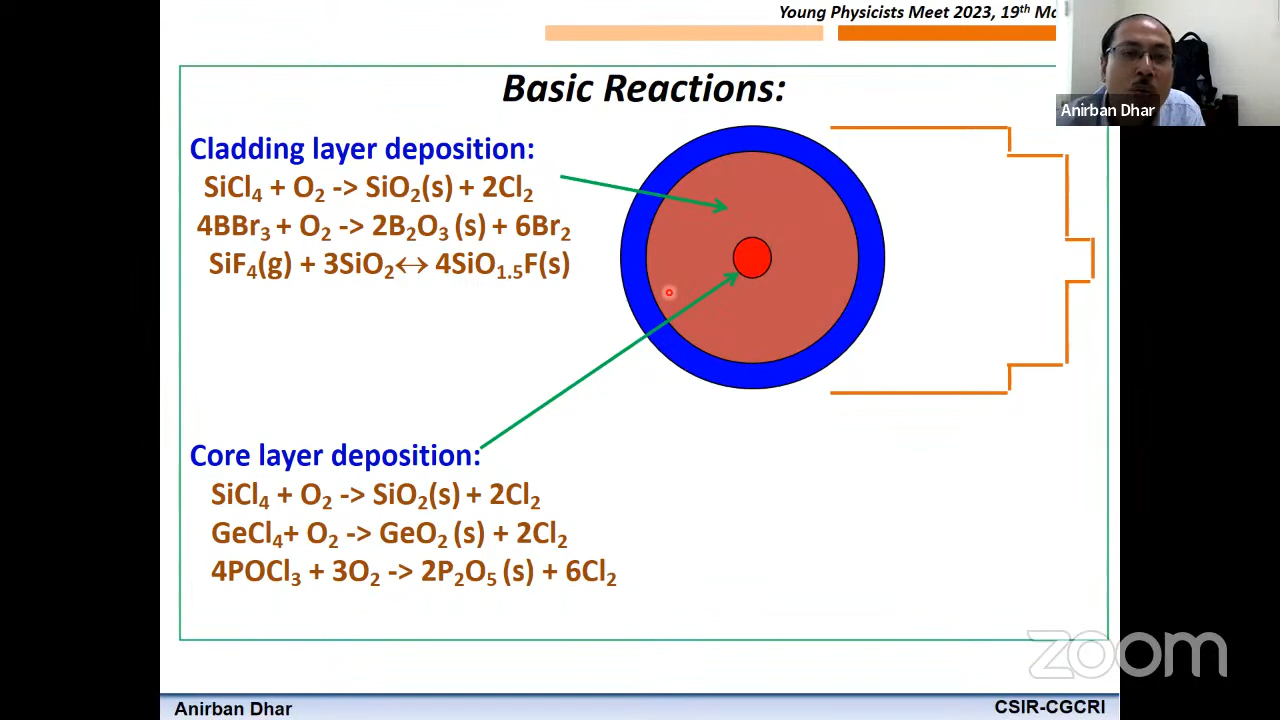 Young Physicists Meet 2023, 19th
Anirban Dhar
Basic Reactions:
Cladding layer deposition:
SiCl4 + O2 -> SiO2(s) + 2Cl2
4BBr3 + O2 -> 2B2O3 (s) + 6Br2
SiF4(g) + 3SiO2↔ 4SiO1.5F(s)
Core layer deposition:
SiCl4 + O2 -> SiO2(s) + 2Cl2
GeCl4+ O2 -> GeO2 (s) + 2Cl2
4POCl3 + 3O2 -> 2P2O5 (s) + 6Cl2
zoom
Anirban Dhar
CSIR-CGCRI